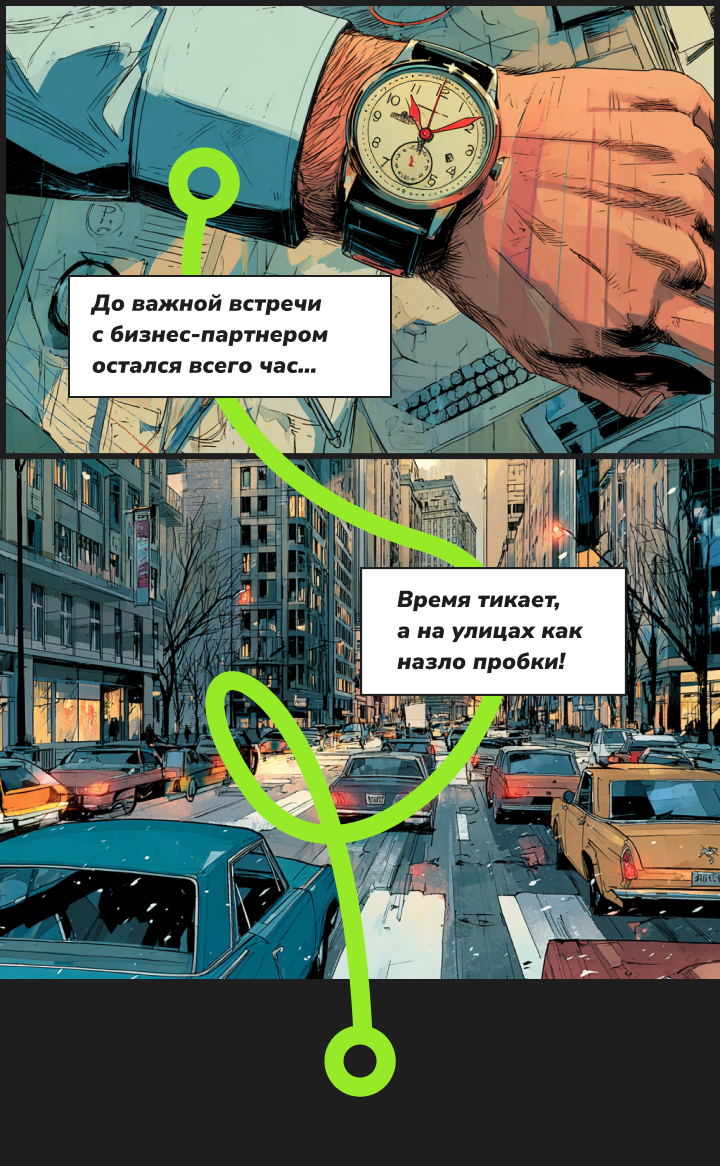 До важной встречи
с бизнес-партнером
остался всего час...
Время тикает,
а на улицах как
назло пробки!